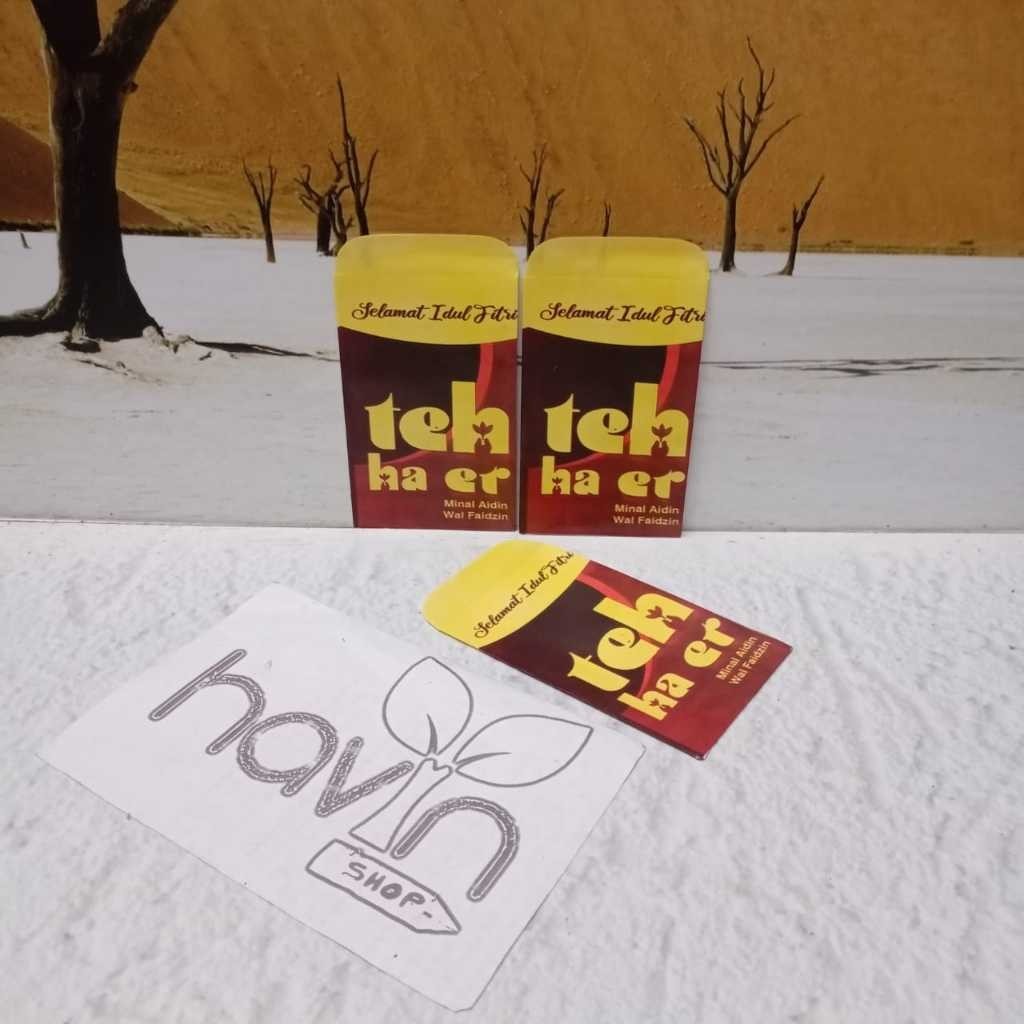 Selamat Idul Fitri
teh
ha er
Minal Aidin
Wal Faidzin
Selamat Idul Fitri
teh
ha er
Minal Aidin
Wal Faidzin
Selamat Idul Fitri
teh
ha er
Minal Aidin
Wal Faidzin
havin
SHOP-